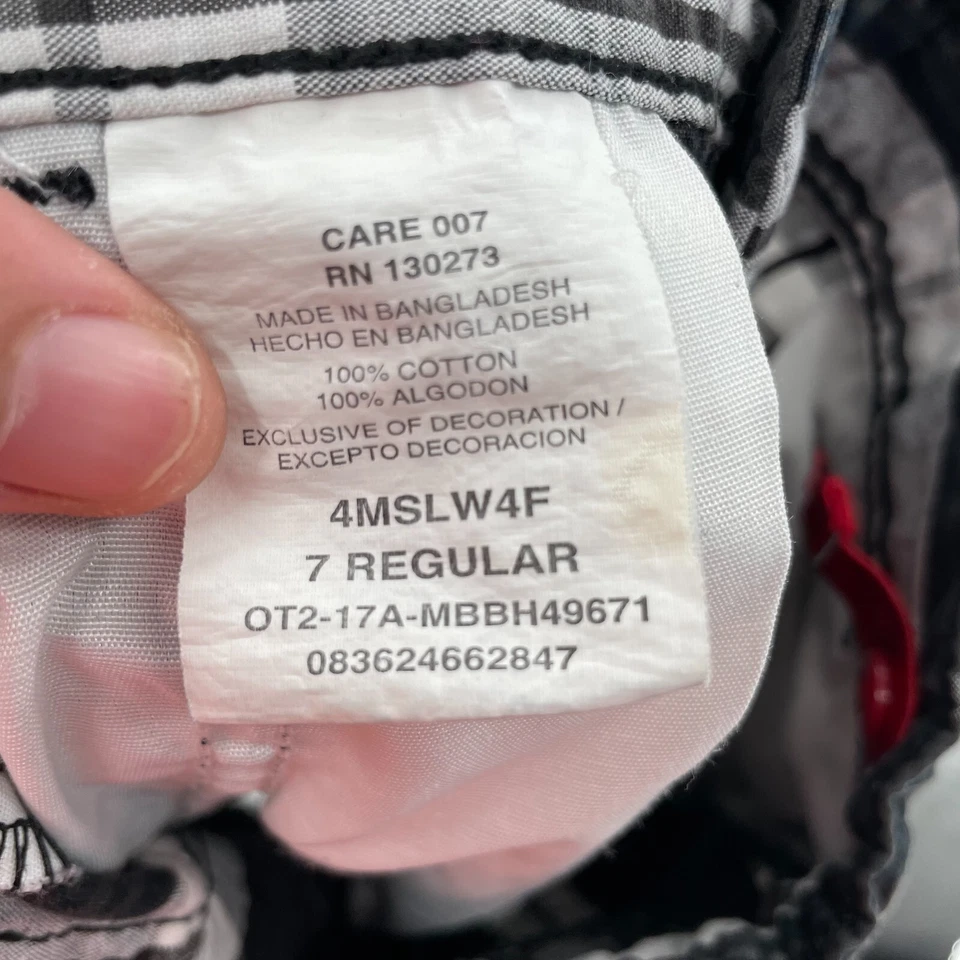 CARE 007
RN 130273
MADE IN BANGLADESH
HECHO EN BANGLADESH
100% COTTON
100% ALGODON
EXCLUSIVE OF DECORATION /
EXCEPTO DECORACION
4MSLW4F
7 REGULAR
OT2-17A-MBBH49671
083624662847